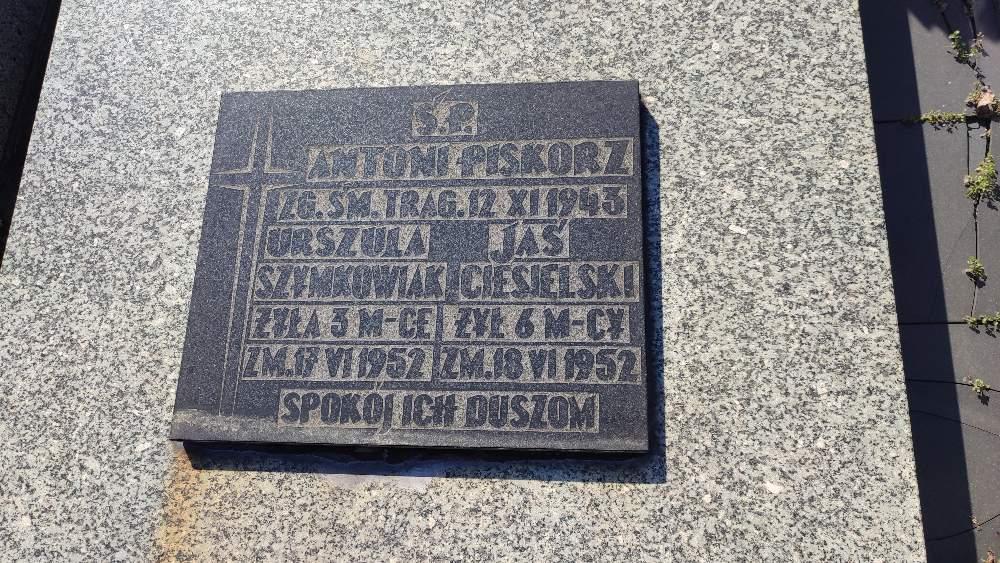 Ś.P.
ANTONI PISKORZ
ZG. ŚM. TRAG. 12 XI 1943
URSZULA JAŚ
SZYMKOWIAK CIESIELSKI
ŻYŁA 3 M-CE ŻYŁ 6 M-CY
ZM. 17 VI 1952 ZM. 18 VI 1952
SPOKÓJ ICH DUSZOM